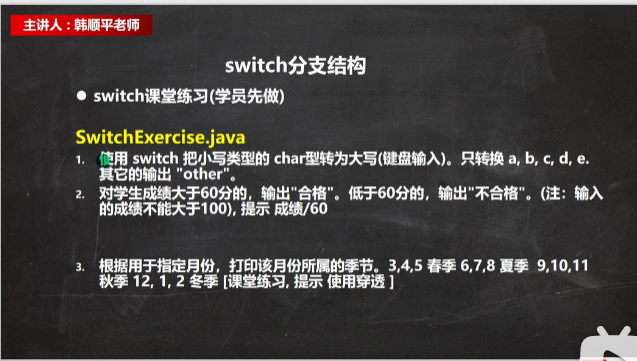 主讲人：韩顺平老师
switch分支结构
● switch课堂练习(学员先做)
SwitchExercise.java
1. 使用 switch 把小写类型的 char型转为大写(键盘输入)。只转换 a, b, c, d, e.
其它的输出 "other"。
2. 对学生成绩大于60分的，输出"合格"。低于60分的，输出"不合格"。(注：输入
的成绩不能大于100), 提示 成绩/60
3. 根据用于指定月份，打印该月份所属的季节。3,4,5 春季 6,7,8 夏季 9,10,11
秋季 12, 1, 2 冬季 [课堂练习, 提示 使用穿透 ]